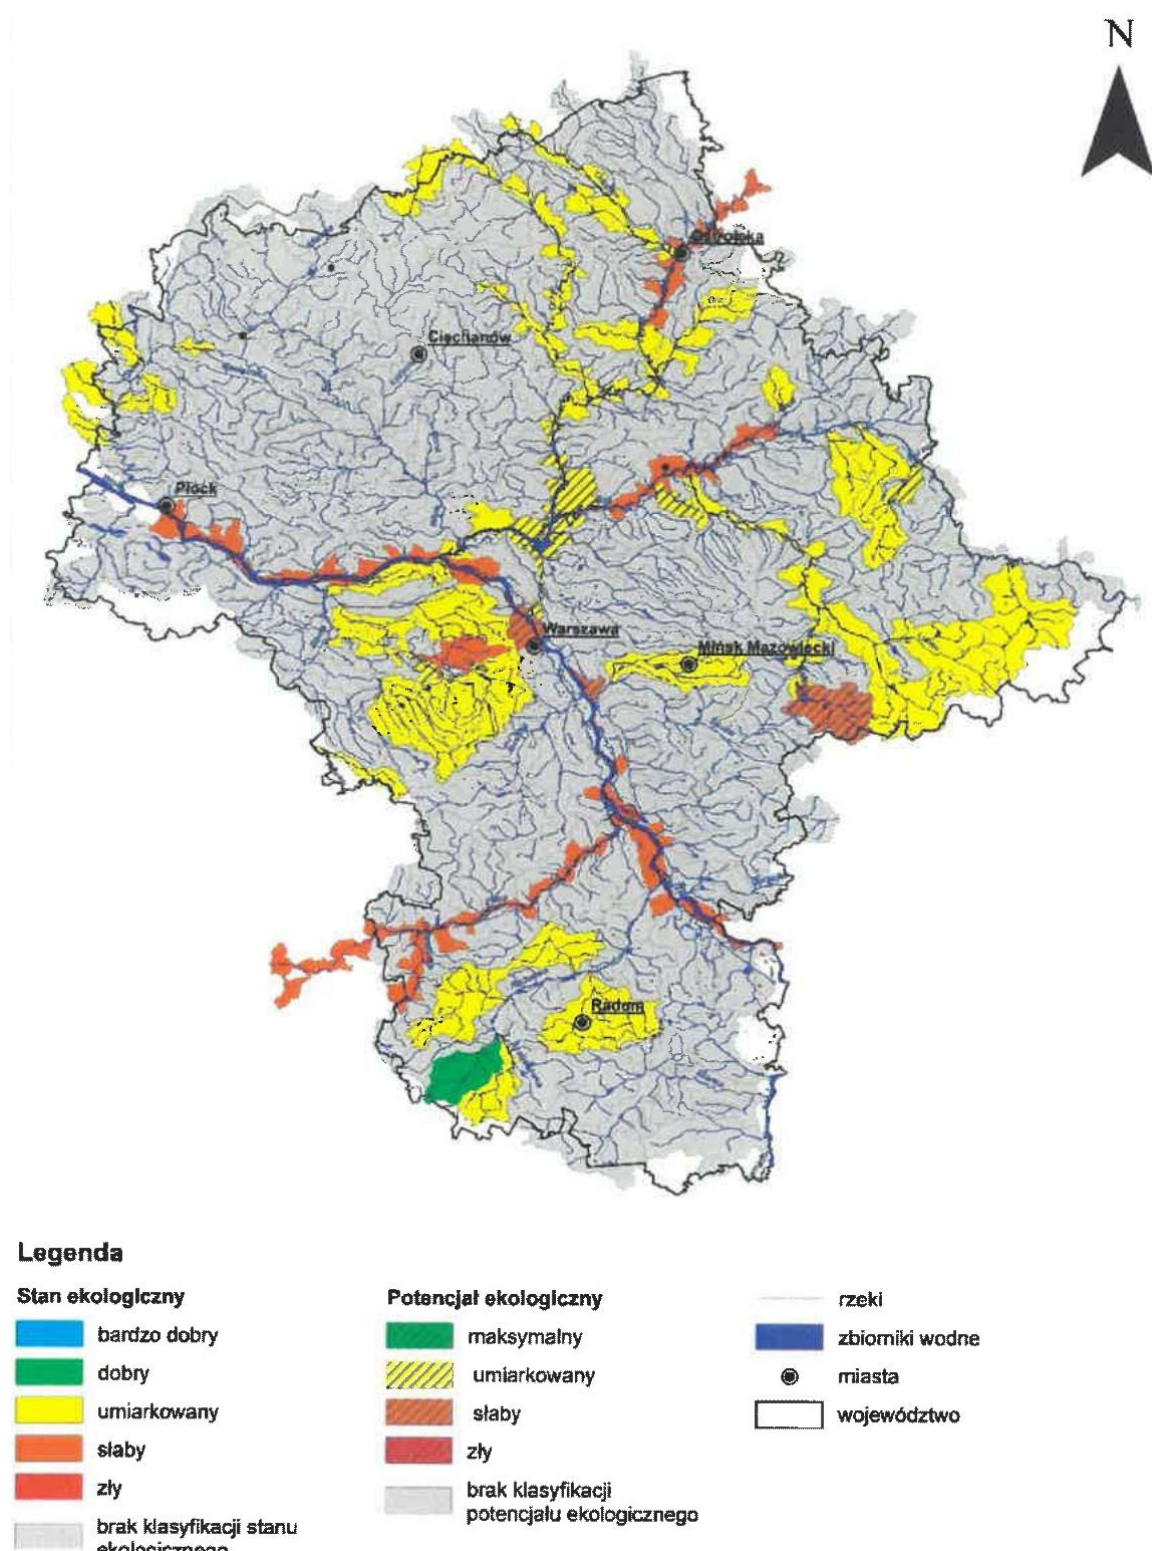 N
Ciechanów
Płock
Warszawa
Mińsk Mazowiecki
Radom
Legenda
Stan ekologiczny
bardzo dobry
dobry
umiarkowany
słaby
zły
brak klasyfikacji stanu
ekologicznego
Potencjał ekologiczny
maksymalny
umiarkowany
słaby
zły
brak klasyfikacji
potencjału ekologicznego
rzeki
zbiorniki wodne
miasta
województwo